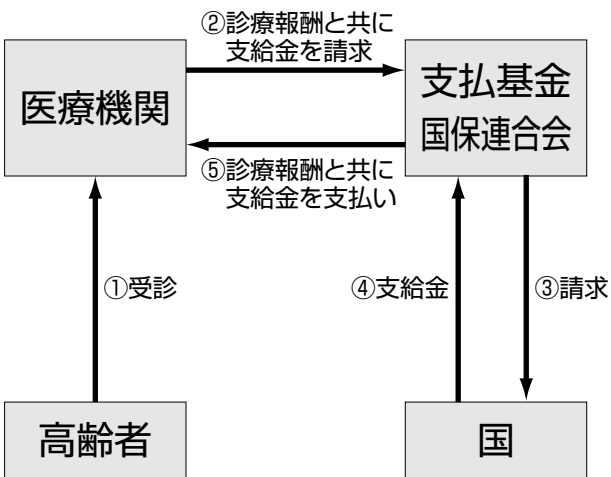 ②診療報酬と共に
支給金を請求
医療機関
支払基金
国保連合会
⑤診療報酬と共に
支給金を支払い
①受診
④支給金
③請求
高齢者
国